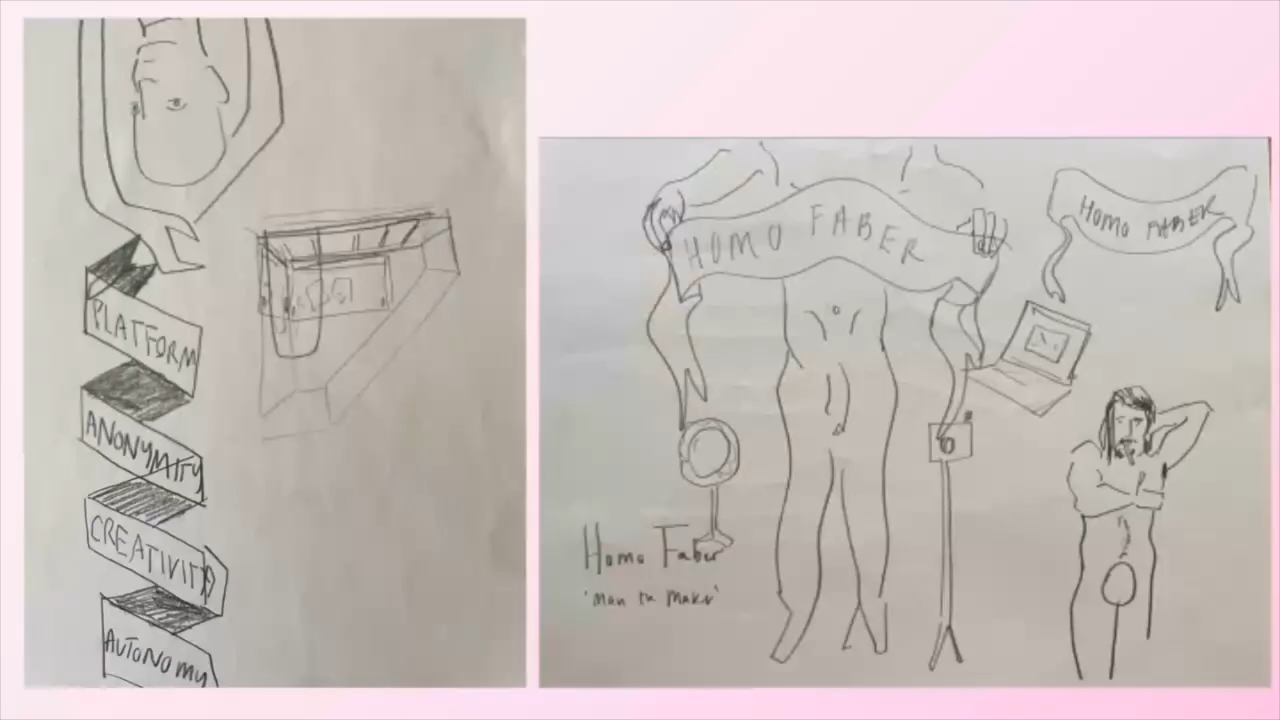 PLATFORM
ANONYMITY
CREATIVITY
AUTONOMY
HOMO FABER
HOMO FABER
Homo Faber
'Man the Maker'